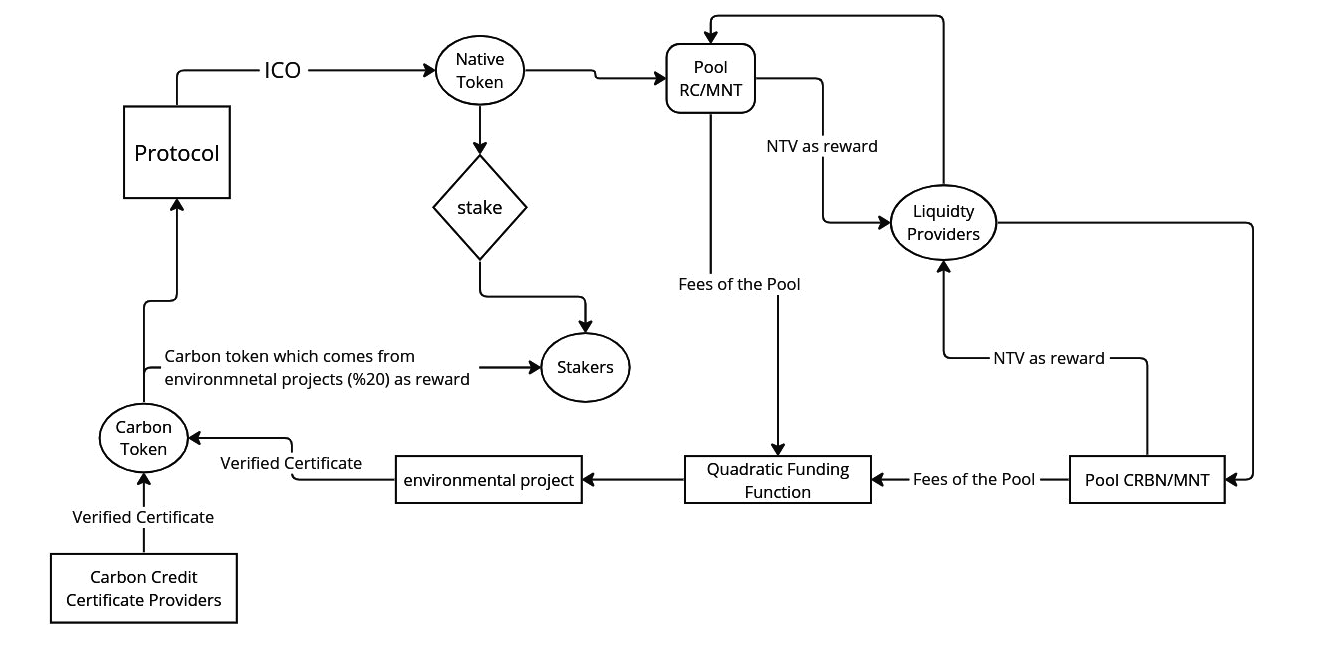 ICO
Native
Token
Pool
RC/MNT
Protocol
NTV as reward
stake
Liquidty
Providers
Fees of the Pool
Carbon token which comes from
environmnetal projects (%20) as reward
Stakers
NTV as reward
Carbon
Token
Verified Certificate
environmental project
Quadratic Funding
Function
Fees of the Pool
Pool CRBN/MNT
Verified Certificate
Carbon Credit
Certificate Providers